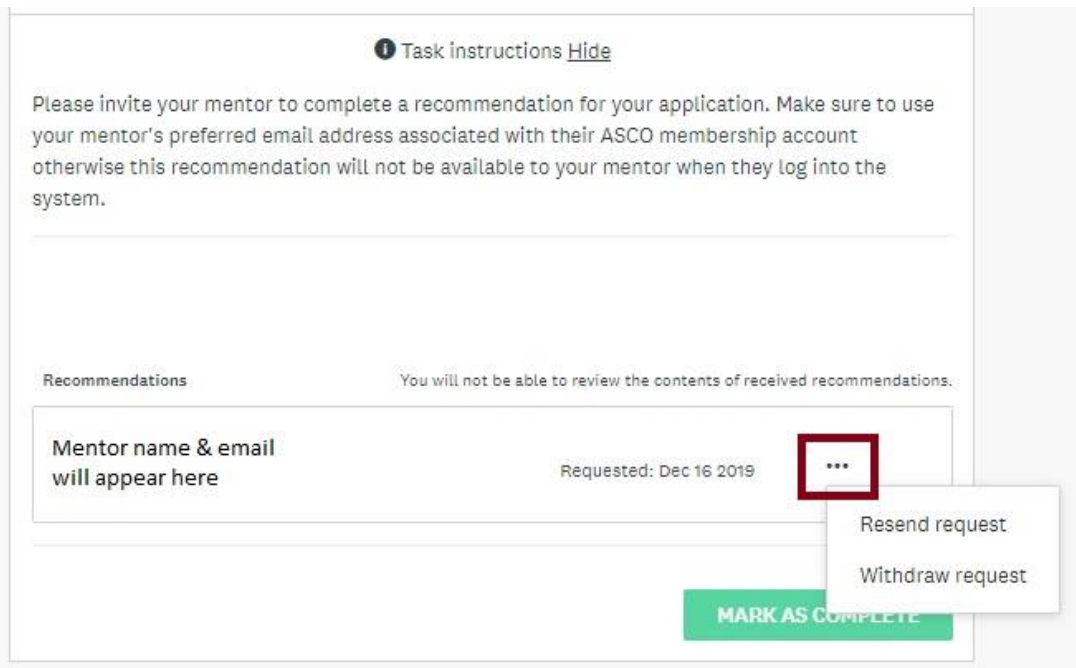 Task instructions Hide
Please invite your mentor to complete a recommendation for your application. Make sure to use
your mentor's preferred email address associated with their ASCO membership account
otherwise this recommendation will not be available to your mentor when they log into the
system.
Recommendations You will not be able to review the contents of received recommendations.
Mentor name & email
will appear here
Requested: Dec 16 2019 •••
Resend request
Withdraw request
MARK AS COMPLETE